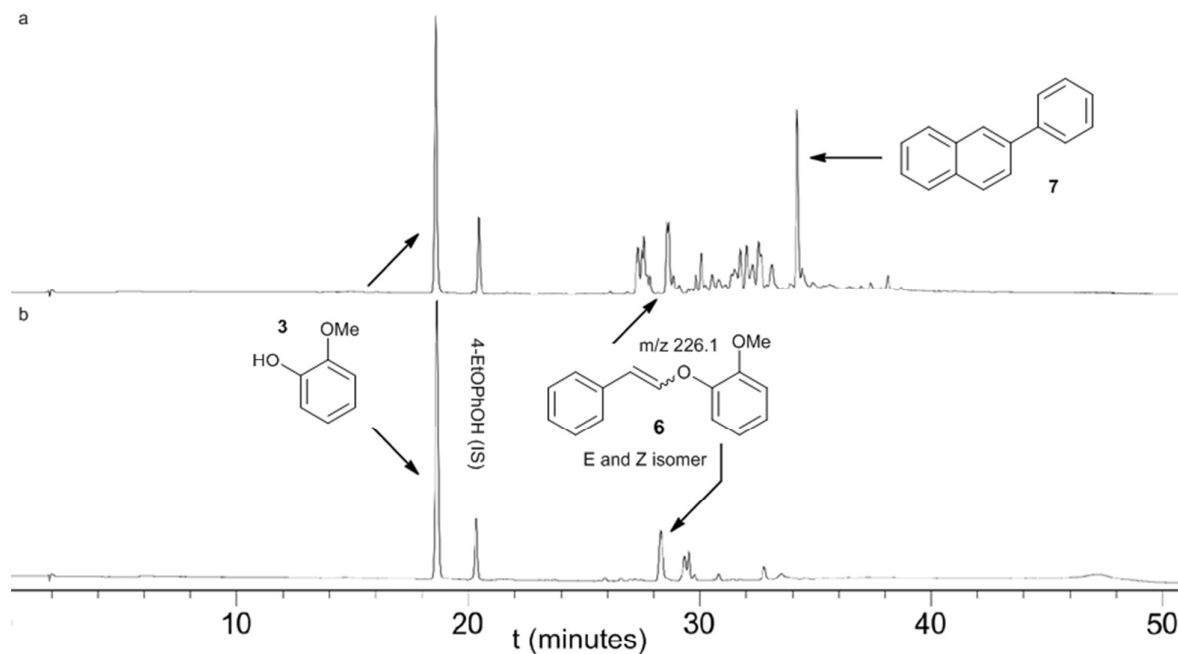 a
7
b
3
OMe
HO
4-EtOPhOH (IS)
m/z 226.1
OMe
O
6
E and Z isomer
10
20
30
40
50
t (minutes)